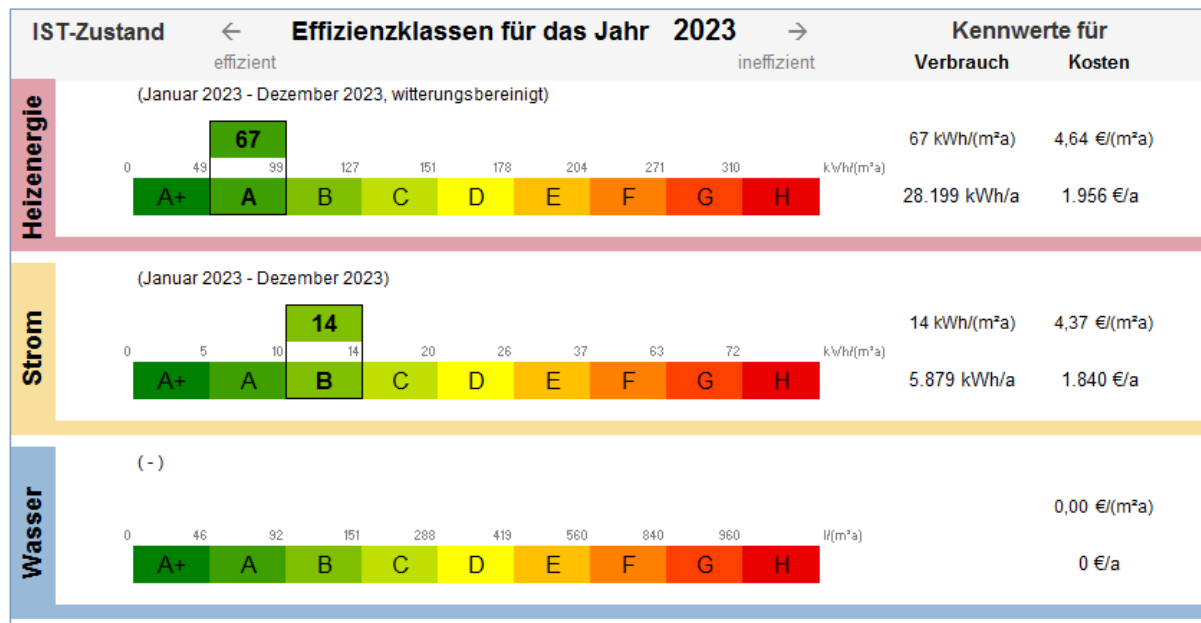 IST-Zustand ← Effizienzklassen für das Jahr 2023 → Kennwerte für
effizient ineffizient Verbrauch Kosten
Heizenergie
(Januar 2023 - Dezember 2023, witterungsbereinigt)
67 67 kWh/(m²a) 4,64 €/(m²a)
0 49 99 127 151 178 204 271 310 kWh/(m²a)
A+ A B C D E F G H 28.199 kWh/a 1.956 €/a
Strom
(Januar 2023 - Dezember 2023)
14 14 kWh/(m²a) 4,37 €/(m²a)
0 5 10 14 20 26 37 63 72 kWh/(m²a)
A+ A B C D E F G H 5.879 kWh/a 1.840 €/a
Wasser
( - )
0,00 €/(m²a)
0 46 92 151 288 419 560 840 960 l/(m²a)
A+ A B C D E F G H 0 €/a